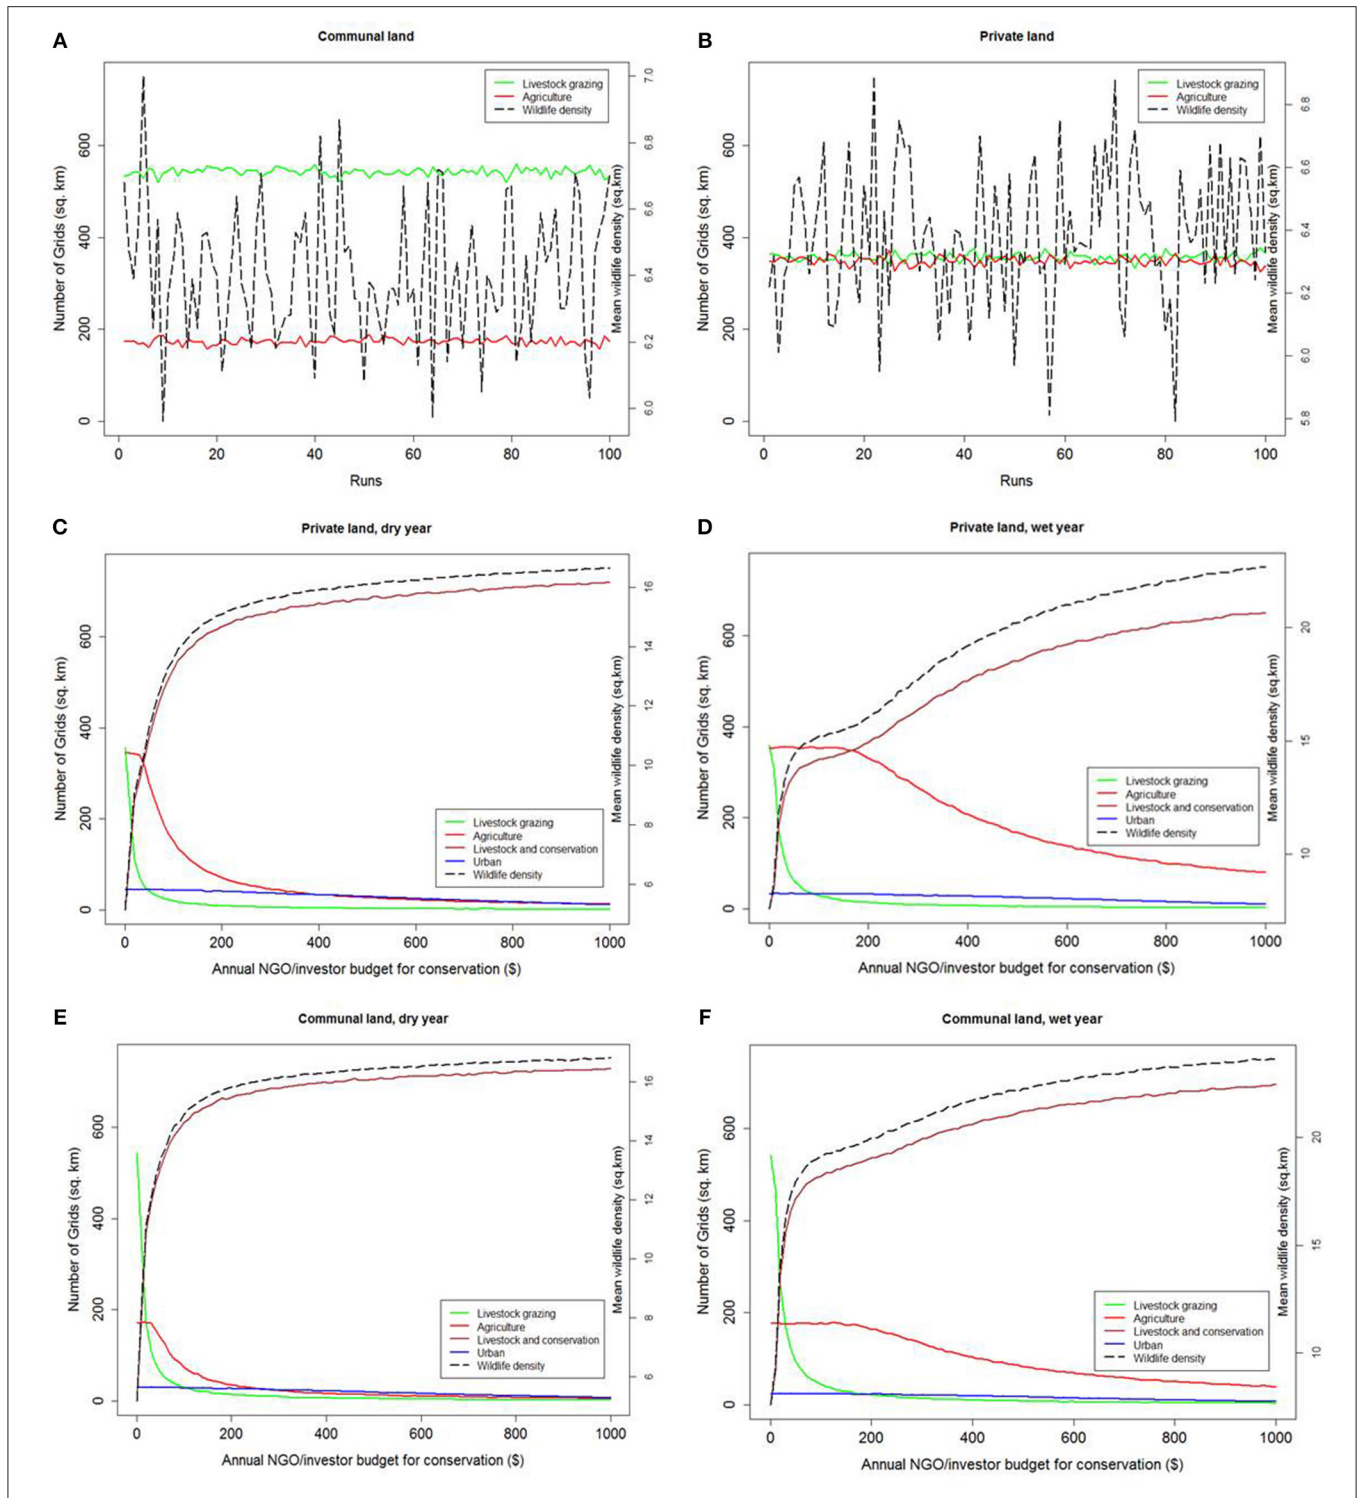 A
Communal land
Livestock grazing
Agriculture
Wildlife density
Number of Grids (sq. km)
0 200 400 600
Mean wildlife density (sq.km)
6.0 6.2 6.4 6.6 6.8 7.0
0 20 40 60 80 100
Runs
B
Private land
Livestock grazing
Agriculture
Wildlife density
Number of Grids (sq. km)
0 200 400 600
Mean wildlife density (sq.km)
5.8 6.0 6.2 6.4 6.6 6.8
0 20 40 60 80 100
Runs
C
Private land, dry year
Number of Grids (sq. km)
0 200 400 600
Mean wildlife density (sq.km)
6 8 10 12 14 16
Livestock grazing
Agriculture
Livestock and conservation
Urban
Wildlife density
0 200 400 600 800 1000
Annual NGO/investor budget for conservation ($)
D
Private land, wet year
Number of Grids (sq. km)
0 200 400 600
Mean wildlife density (sq.km)
10 15 20
Livestock grazing
Agriculture
Livestock and conservation
Urban
Wildlife density
0 200 400 600 800 1000
Annual NGO/investor budget for conservation ($)
E
Communal land, dry year
Number of Grids (sq. km)
0 200 400 600
Mean wildlife density (sq.km)
6 8 10 12 14 16
Livestock grazing
Agriculture
Livestock and conservation
Urban
Wildlife density
0 200 400 600 800 1000
Annual NGO/investor budget for conservation ($)
F
Communal land, wet year
Number of Grids (sq. km)
0 200 400 600
Mean wildlife density (sq.km)
10 15 20
Livestock grazing
Agriculture
Livestock and conservation
Urban
Wildlife density
0 200 400 600 800 1000
Annual NGO/investor budget for conservation ($)